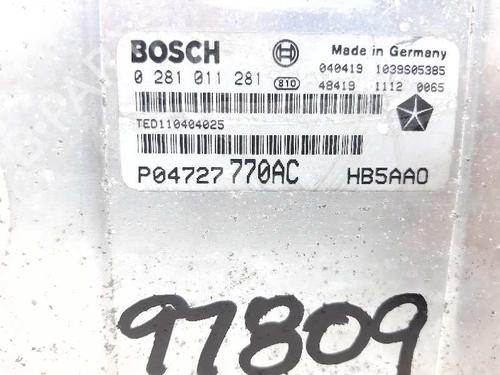 BOSCH Made in Germany
0 281 011 281 810 040419 1039S05385
48419 1112 0065
TED110404025
P04727 770AC HB5AA0
97809